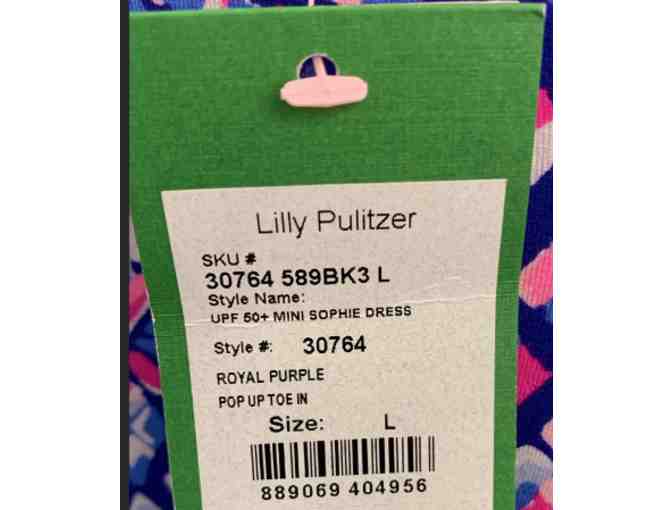 Lilly Pulitzer
SKU #
30764 589BK3 L
Style Name:
UPF 50+ MINI SOPHIE DRESS
Style #: 30764
ROYAL PURPLE
POP UP TOE IN
Size: L
889069 404956